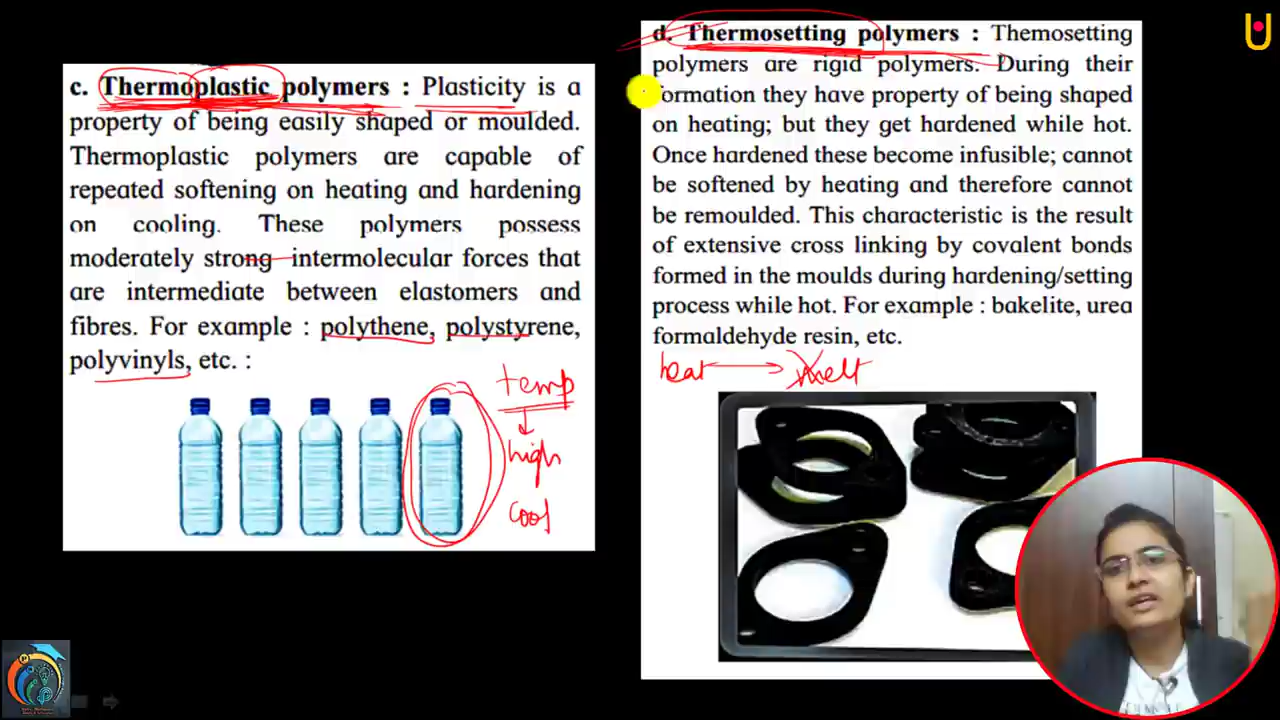 c. Thermoplastic polymers : Plasticity is a
property of being easily shaped or moulded.
Thermoplastic polymers are capable of
repeated softening on heating and hardening
on cooling. These polymers possess
moderately strong intermolecular forces that
are intermediate between elastomers and
fibres. For example : polythene, polystyrene,
polyvinyls, etc. :
temp
high
cool
d. Thermosetting polymers : Themosetting
polymers are rigid polymers. During their
formation they have property of being shaped
on heating; but they get hardened while hot.
Once hardened these become infusible; cannot
be softened by heating and therefore cannot
be remoulded. This characteristic is the result
of extensive cross linking by covalent bonds
formed in the moulds during hardening/setting
process while hot. For example : bakelite, urea
formaldehyde resin, etc.
heat melt